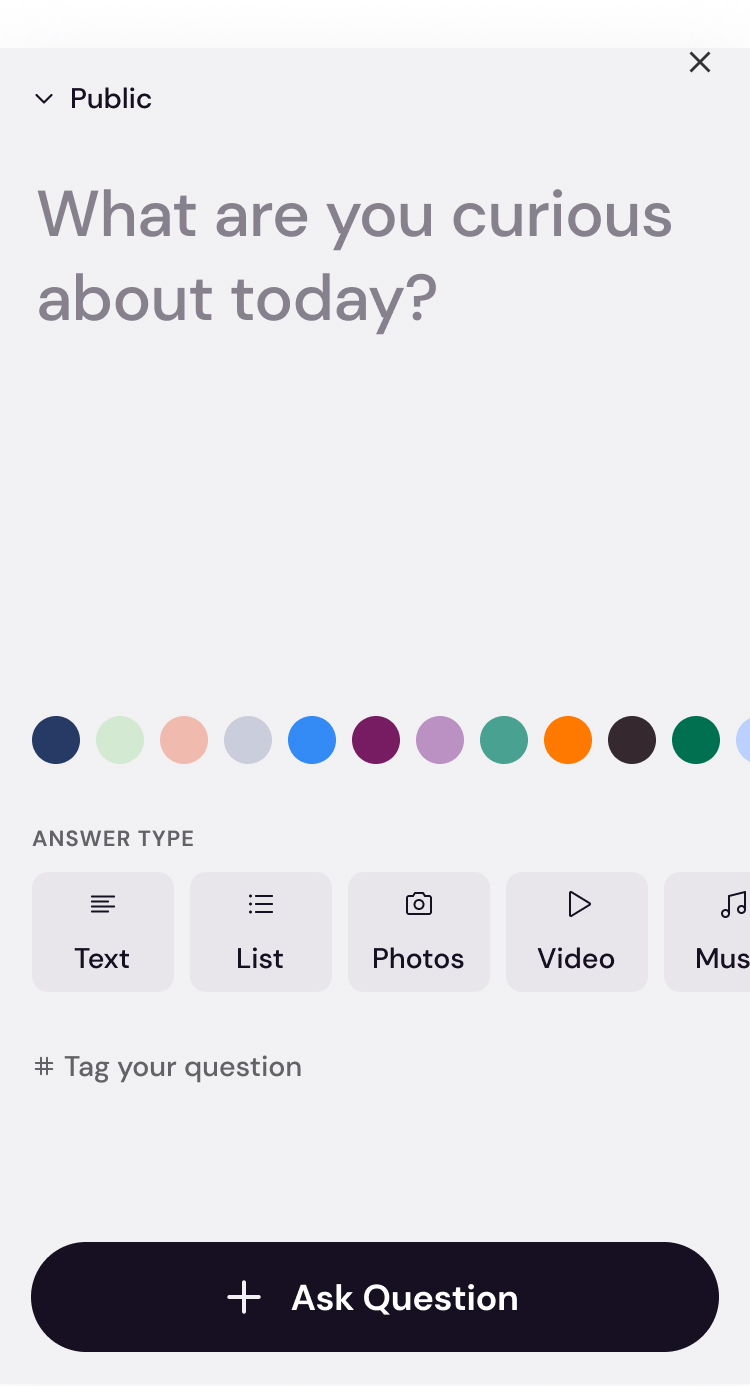 Public
What are you curious
about today?
ANSWER TYPE
Text
List
Photos
Video
Mus
# Tag your question
Ask Question